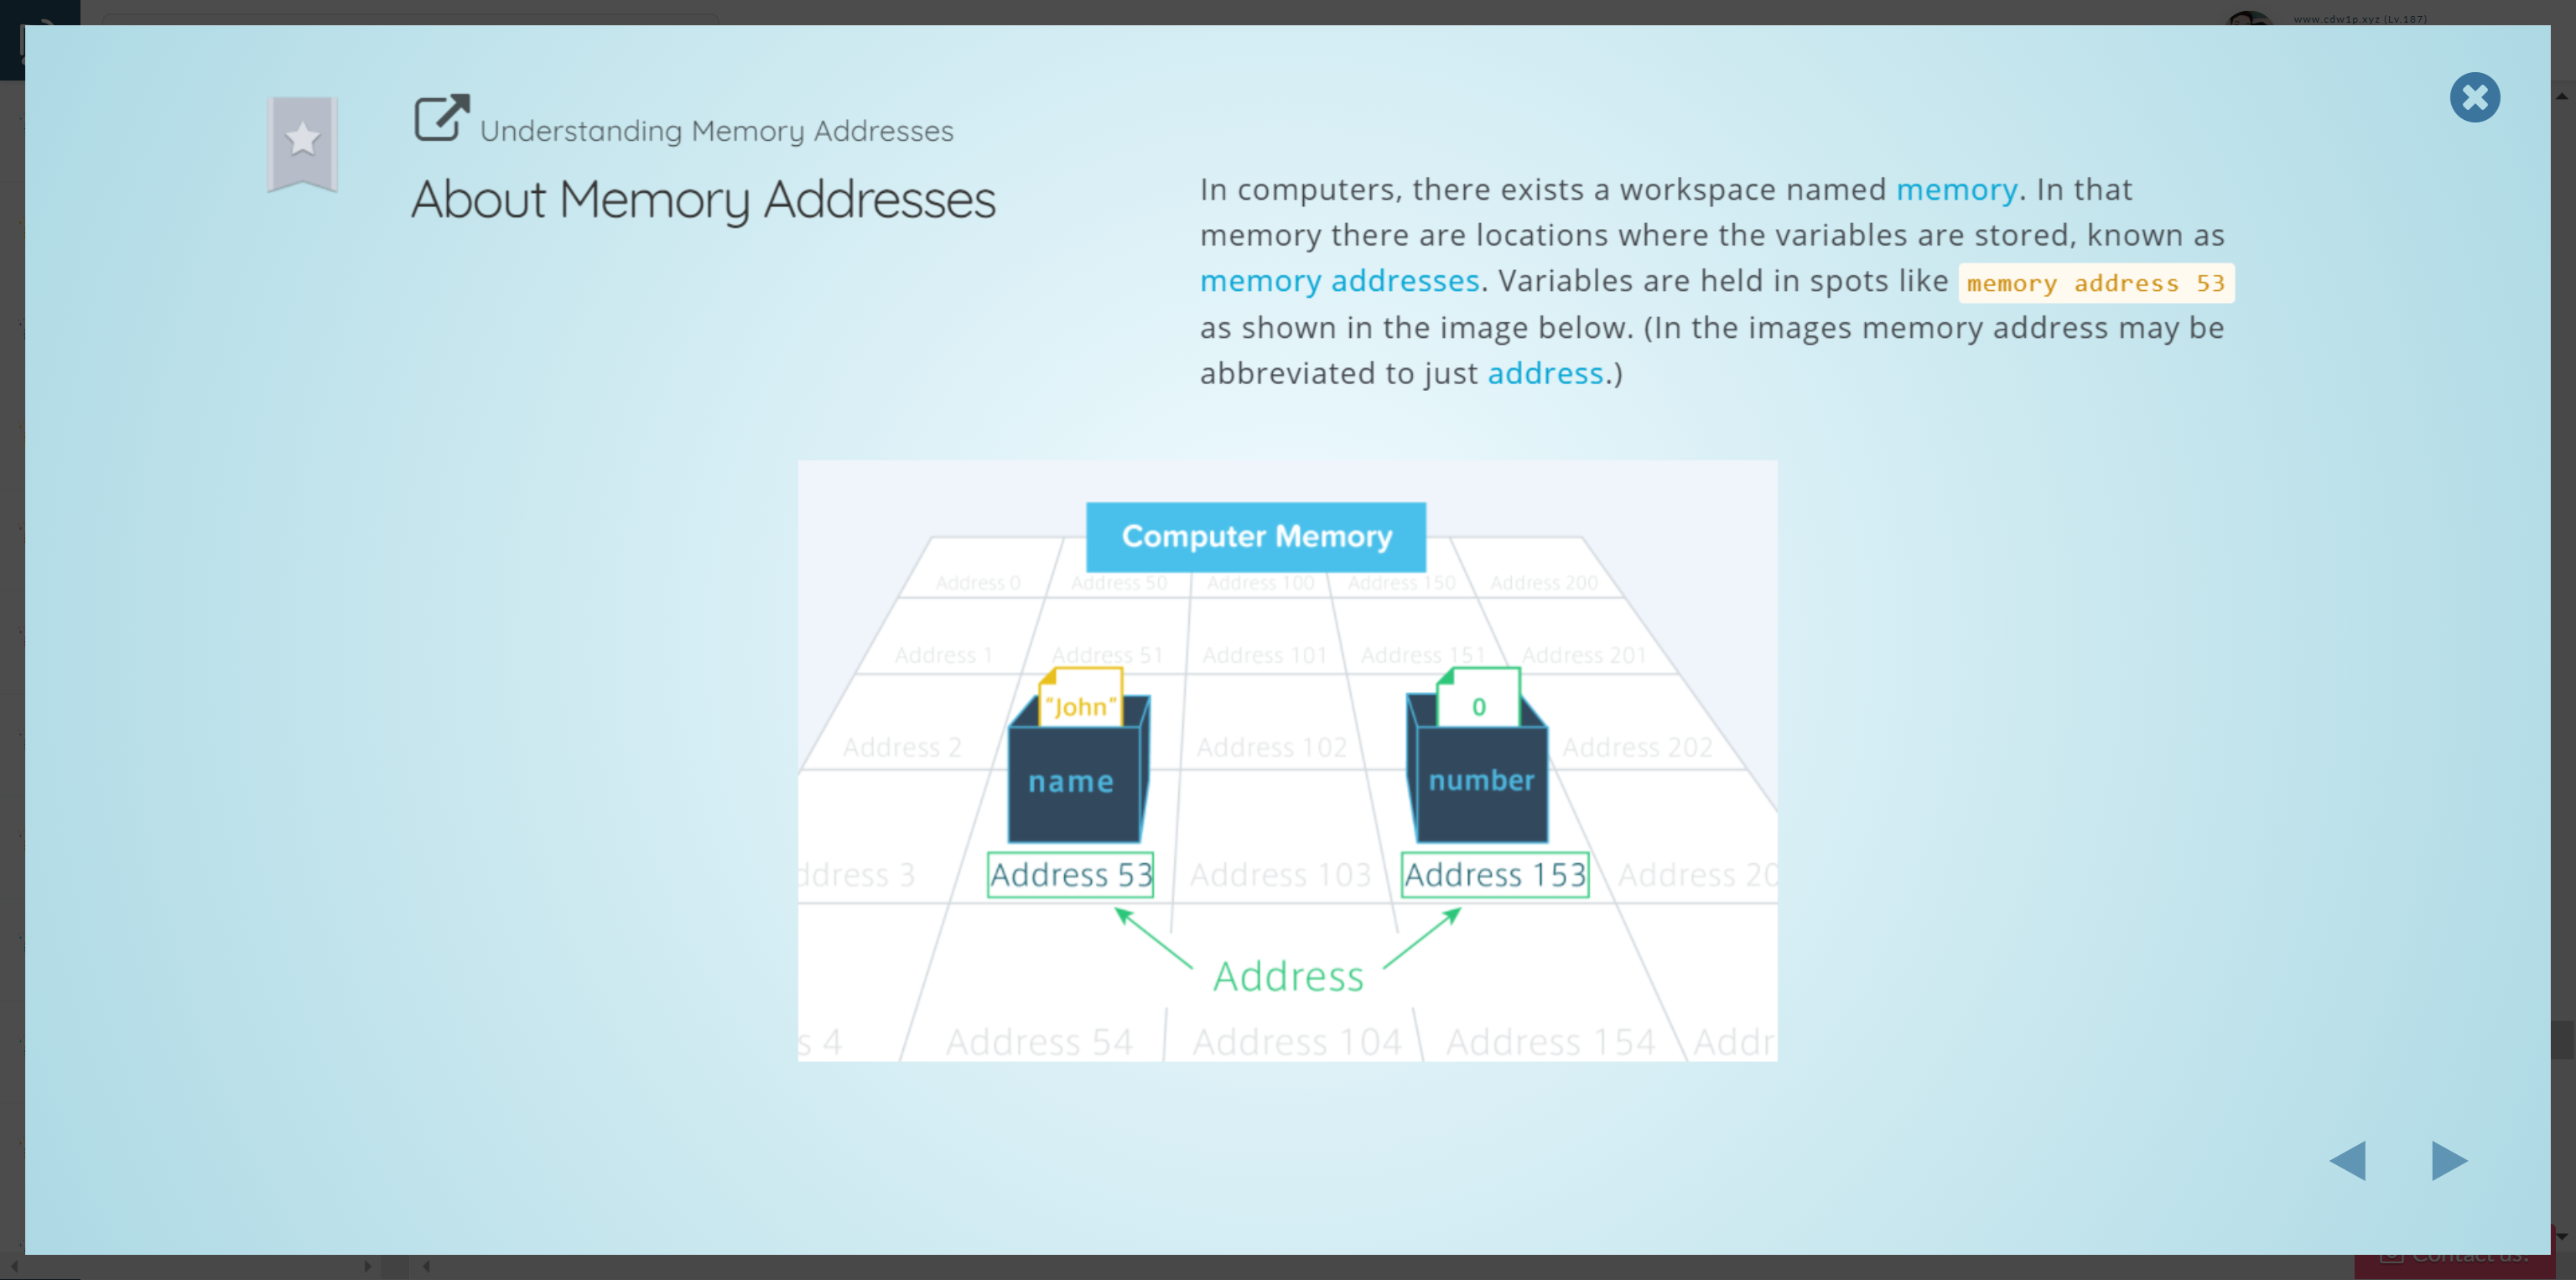 www.cdw1p.xyz (Lv.187)
Understanding Memory Addresses
About Memory Addresses
In computers, there exists a workspace named memory. In that
memory there are locations where the variables are stored, known as
memory addresses. Variables are held in spots like memory address 53
as shown in the image below. (In the images memory address may be
abbreviated to just address.)
Computer Memory
Address 0 Address 50 Address 100 Address 150 Address 200
Address 1 Address 51 Address 101 Address 151 Address 201
"John" 0
Address 2 Address 102 Address 202
name number
ddress 3 Address 53 Address 103 Address 153 Address 20
Address
s 4 Address 54 Address 104 Address 154 Addr
Contact us!